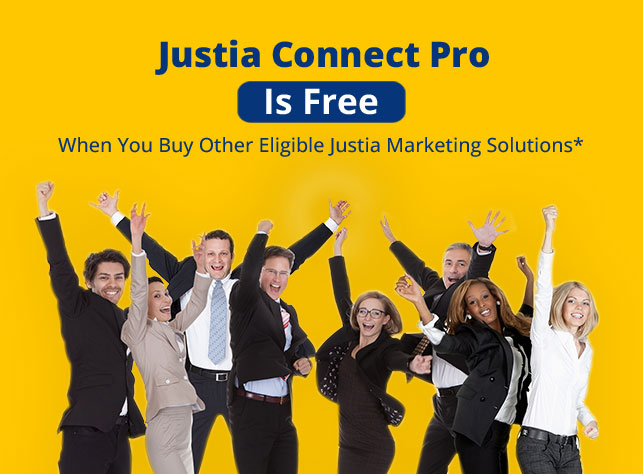 Justia Connect Pro
Is Free
When You Buy Other Eligible Justia Marketing Solutions*